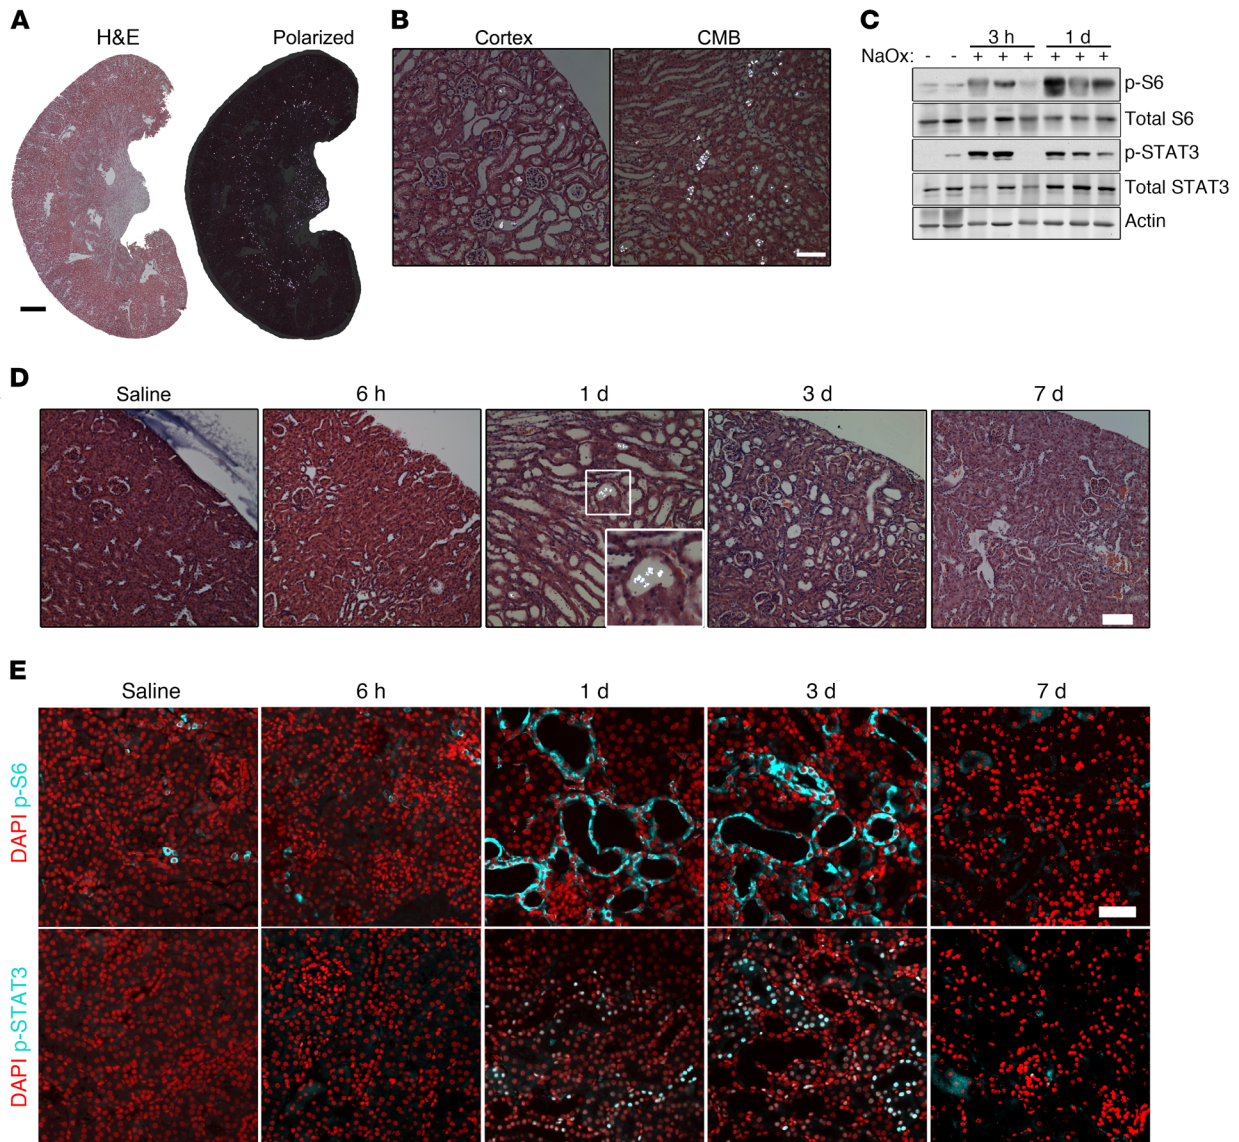 A
H&E
Polarized
B
Cortex
CMB
C
3 h
1 d
NaOx: - - + + + + + +
p-S6
Total S6
p-STAT3
Total STAT3
Actin
D
Saline
6 h
1 d
3 d
7 d
E
Saline
6 h
1 d
3 d
7 d
DAPI p-S6
DAPI p-STAT3